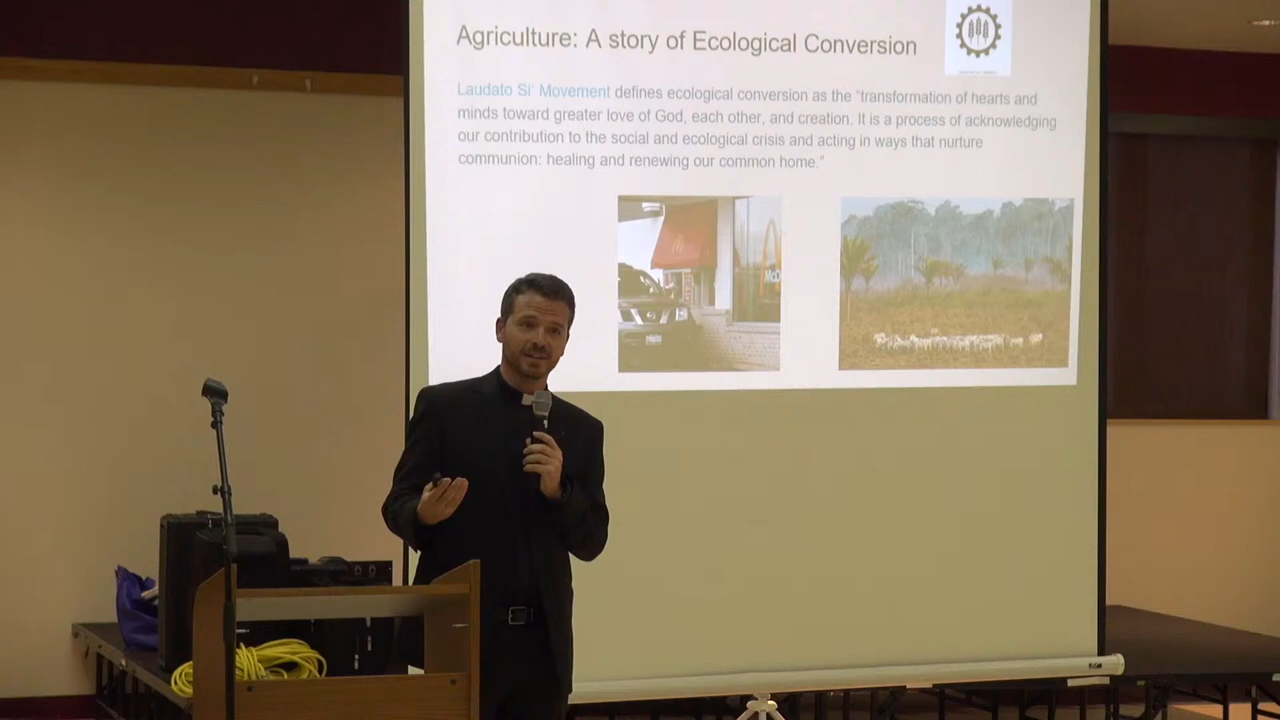 Agriculture: A story of Ecological Conversion
Laudato Si' Movement defines ecological conversion as the “transformation of hearts and
minds toward greater love of God, each other, and creation. It is a process of acknowledging
our contribution to the social and ecological crisis and acting in ways that nurture
communion: healing and renewing our common home.”
McD